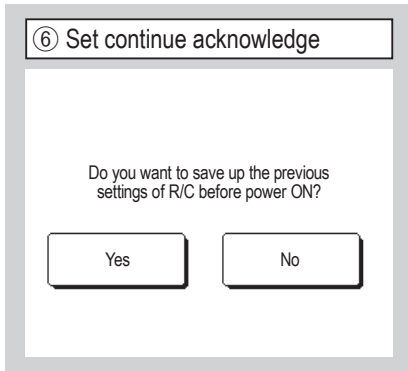 ⑥ Set continue acknowledge
Do you want to save up the previous
settings of R/C before power ON?
Yes
No